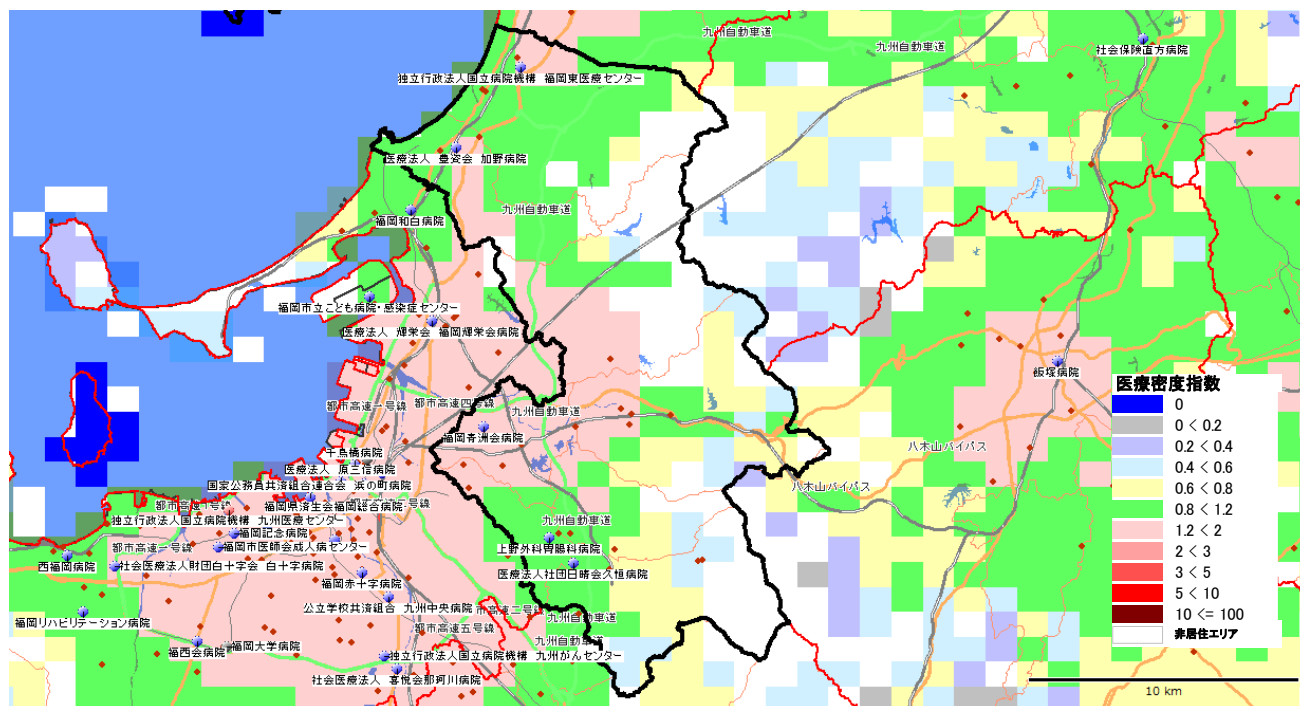 九州自動車道
九州自動車道
社会保険直方病院
独立行政法人国立病院機構 福岡東医療センター
医療法人 豊資会 加野病院
九州自動車道
福岡和白病院
福岡市立こども病院・感染症センター
医療法人 輝栄会 福岡輝栄会病院
飯塚病院
都市高速一号線
都市高速四号線
九州自動車道
福岡青洲会病院
千鳥橋病院
八木山バイパス
医療法人 原三信病院
国家公務員共済組合連合会 浜の町病院
八木山バイパス
都市高速1号線
福岡県済生会福岡総合病院
独立行政法人国立病院機構 九州医療センター
福岡記念病院
九州自動車道
都市高速一号線
福岡市医師会成人病センター
上野外科胃腸科病院
西福岡病院
社会医療法人財団白十字会 白十字病院
福岡赤十字病院
医療法人社団日晴会久恒病院
公立学校共済組合 九州中央病院
市高速二号線
九州自動車道
福岡リハビリテーション病院
都市高速五号線
福西会病院
福岡大学病院
九州自動車道
独立行政法人国立病院機構 九州がんセンター
社会医療法人 喜悦会那珂川病院
医療密度指数
0
0 < 0.2
0.2 < 0.4
0.4 < 0.6
0.6 < 0.8
0.8 < 1.2
1.2 < 2
2 < 3
3 < 5
5 < 10
10 <= 100
非居住エリア
10 km